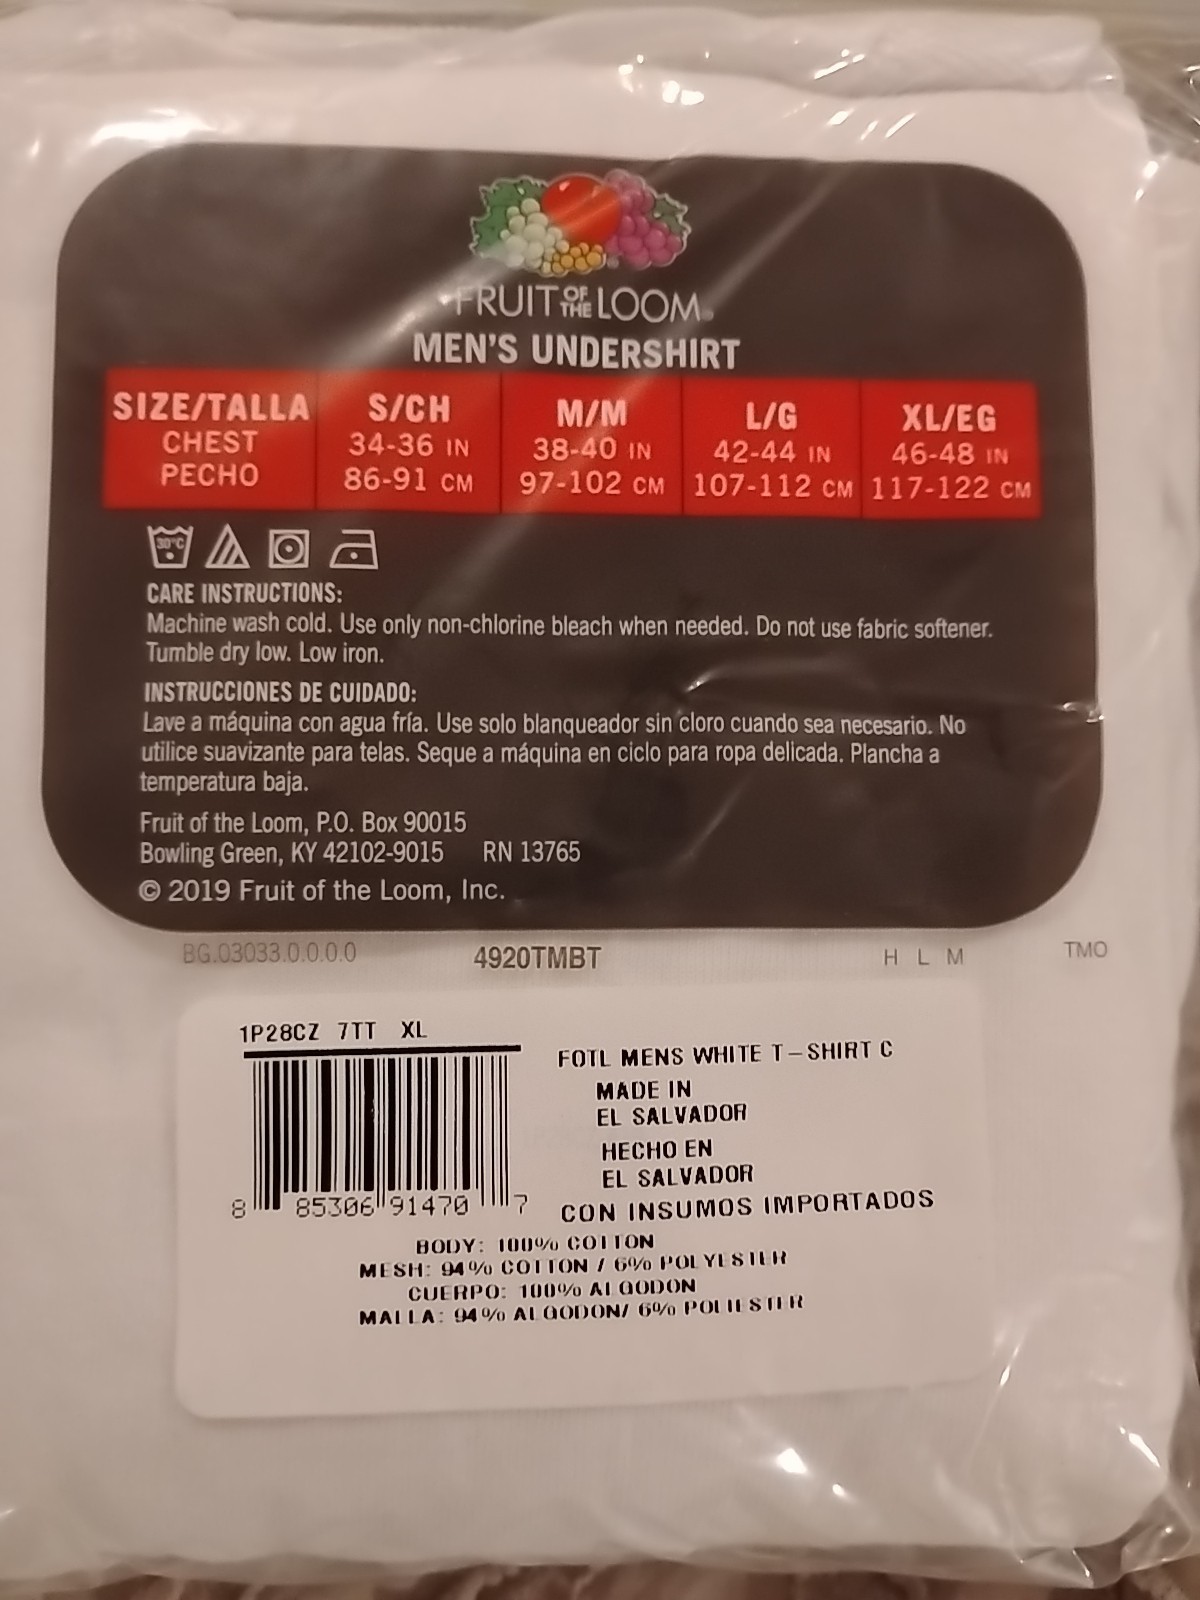 FRUIT OF THE LOOM
MEN'S UNDERSHIRT
SIZE/TALLA S/CH M/M L/G XL/EG
CHEST 34-36 IN 38-40 IN 42-44 IN 46-48 IN
PECHO 86-91 CM 97-102 CM 107-112 CM 117-122 CM
30°C
CARE INSTRUCTIONS:
Machine wash cold. Use only non-chlorine bleach when needed. Do not use fabric softener.
Tumble dry low. Low iron.
INSTRUCCIONES DE CUIDADO:
Lave a máquina con agua fría. Use solo blanqueador sin cloro cuando sea necesario. No
utilice suavizante para telas. Seque a máquina en ciclo para ropa delicada. Plancha a
temperatura baja.
Fruit of the Loom, P.O. Box 90015
Bowling Green, KY 42102-9015 RN 13765
© 2019 Fruit of the Loom, Inc.
BG.03033.0.0.0.0 4920TMBT H L M TMO
1P28CZ 7TT XL
FOTL MENS WHITE T-SHIRT C
MADE IN
EL SALVADOR
HECHO EN
EL SALVADOR
CON INSUMOS IMPORTADOS
8 85306 91470 7
BODY: 100% COTTON
MESH: 94% COTTON / 6% POLYESTER
CUERPO: 100% ALGODON
MALLA: 94% ALGODON/ 6% POLIESTER